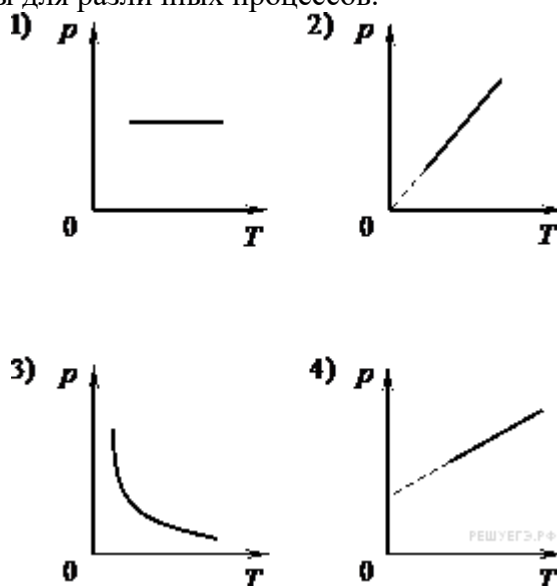 для различных процессов.
1) p
2) p
0 T
0 T
3) p
4) p
РЕШУЕГЭ.РФ
0 T
0 T